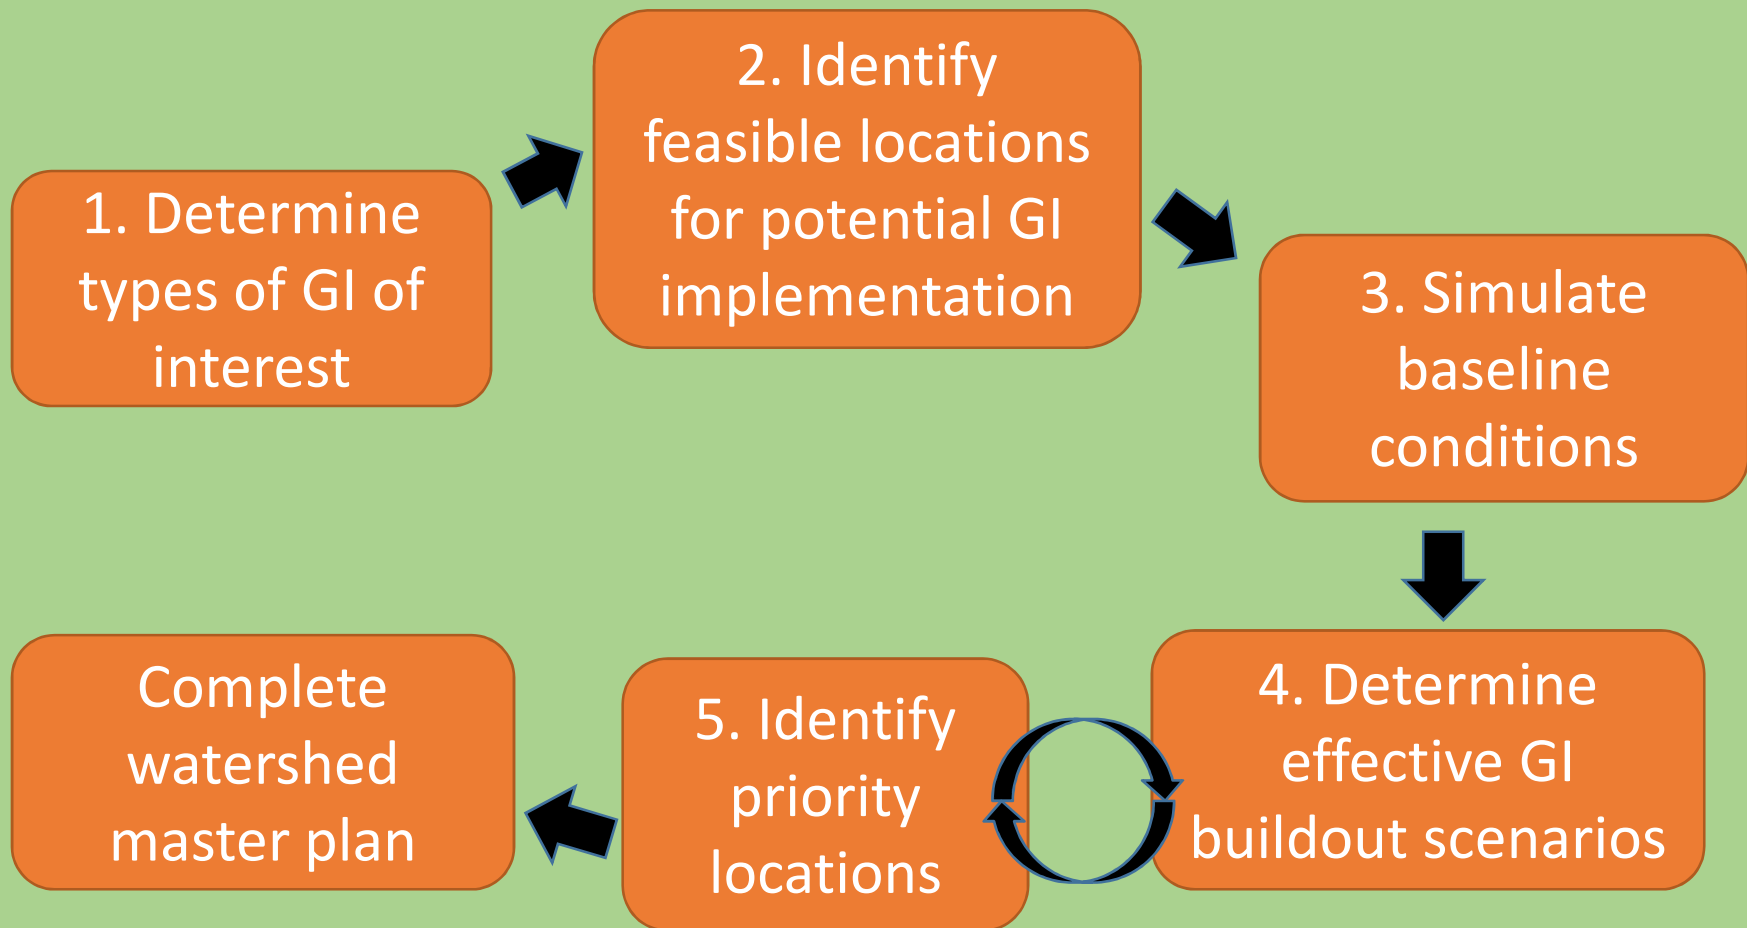 1. Determine
types of GI of
interest
2. Identify
feasible locations
for potential GI
implementation
3. Simulate
baseline
conditions
4. Determine
effective GI
buildout scenarios
5. Identify
priority
locations
Complete
watershed
master plan